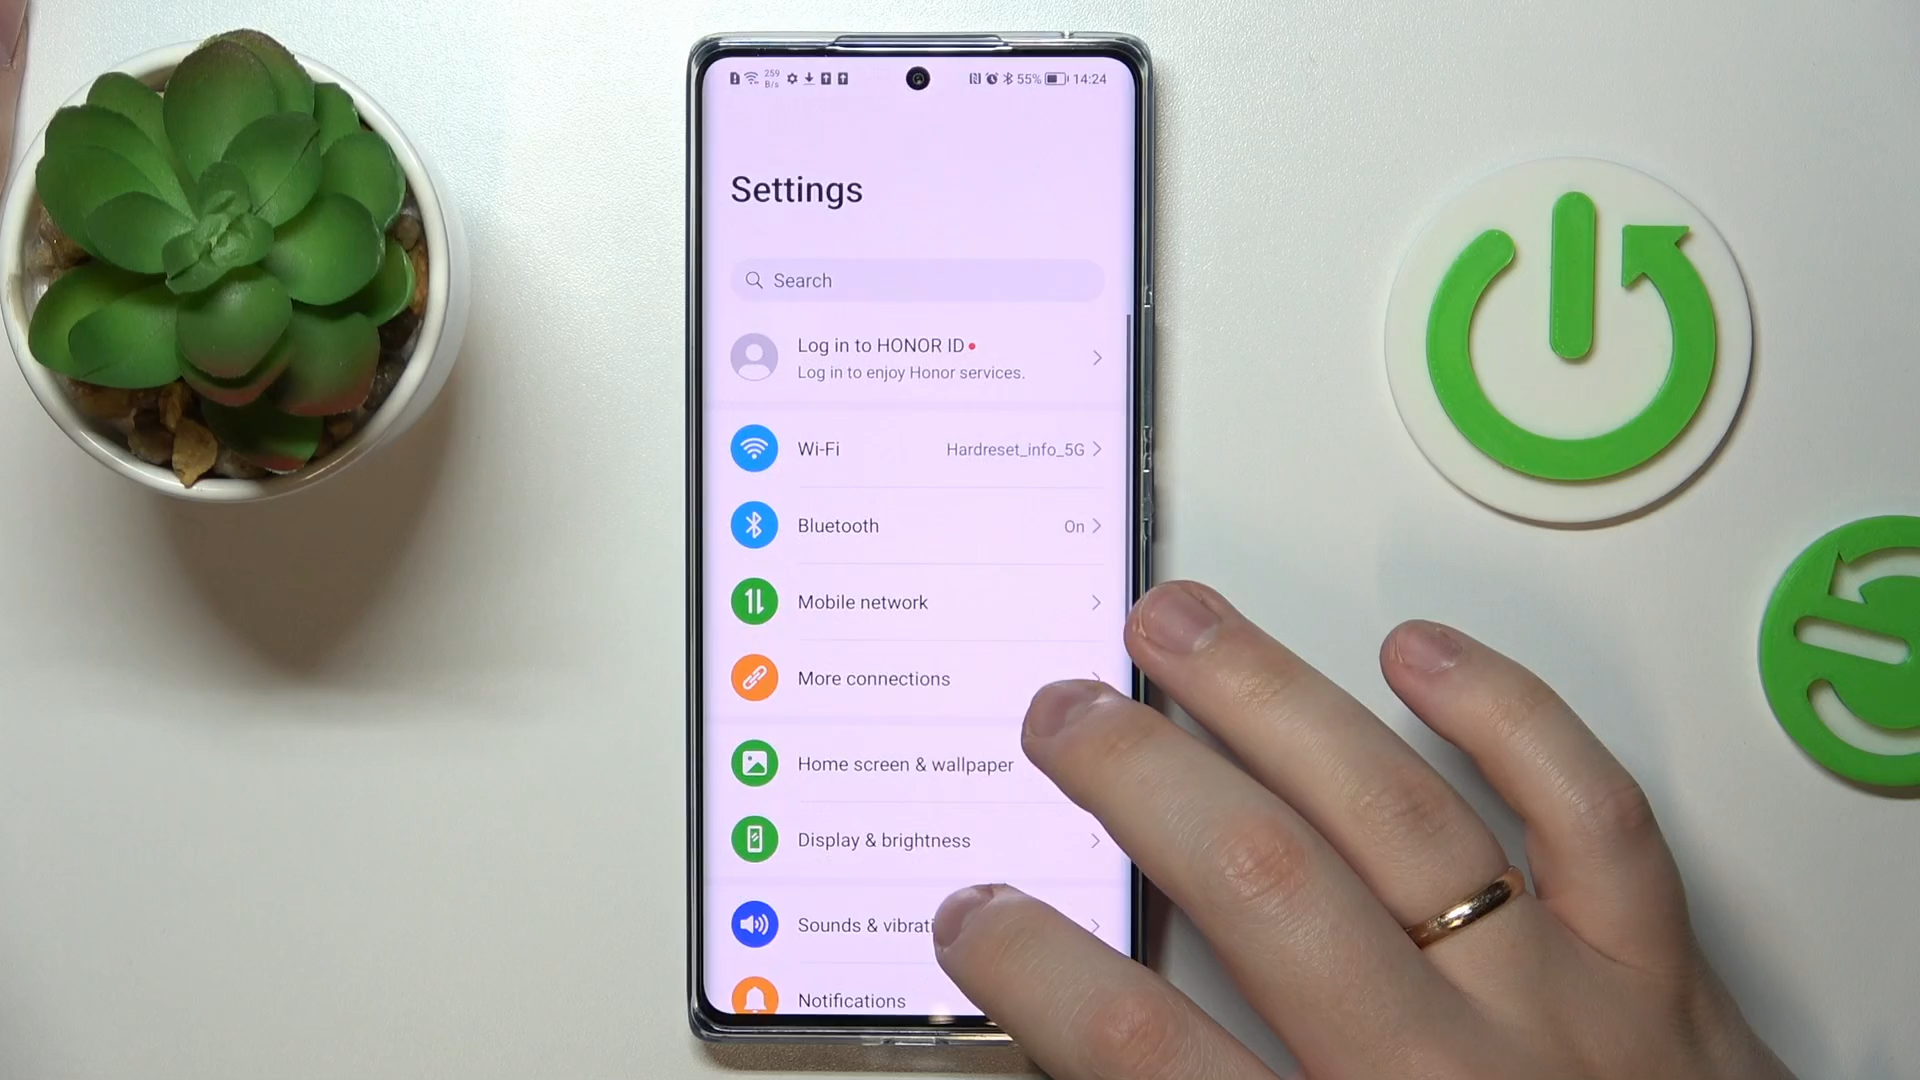 259 B/s 55% 14:24
Settings
Search
Log in to HONOR ID
Log in to enjoy Honor services.
Wi-Fi Hardreset_info_5G
Bluetooth On
Mobile network
More connections
Home screen & wallpaper
Display & brightness
Sounds & vibrati
Notifications